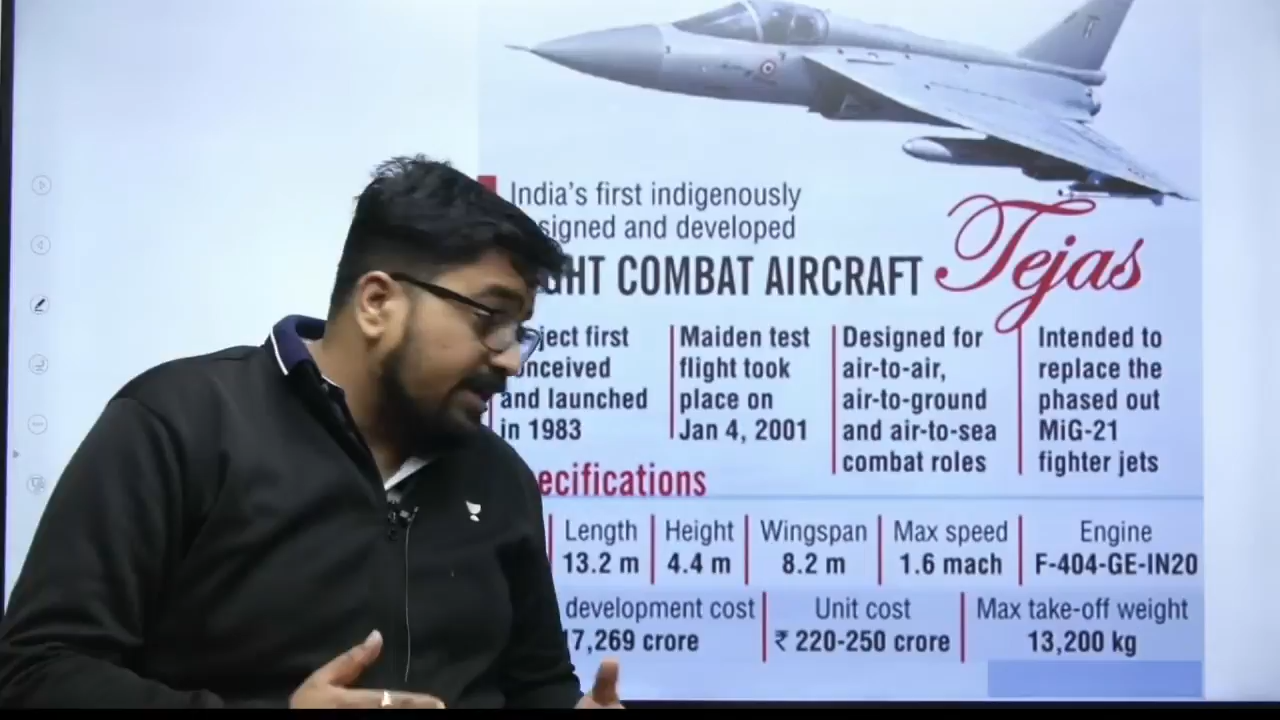 India's first indigenously
signed and developed
GHT COMBAT AIRCRAFT Tejas
ject first
onceived
and launched
in 1983
Maiden test
flight took
place on
Jan 4, 2001
Designed for
air-to-air,
air-to-ground
and air-to-sea
combat roles
Intended to
replace the
phased out
MiG-21
fighter jets
ecifications
Length
13.2 m
Height
4.4 m
Wingspan
8.2 m
Max speed
1.6 mach
Engine
F-404-GE-IN20
development cost
17,269 crore
Unit cost
₹ 220-250 crore
Max take-off weight
13,200 kg